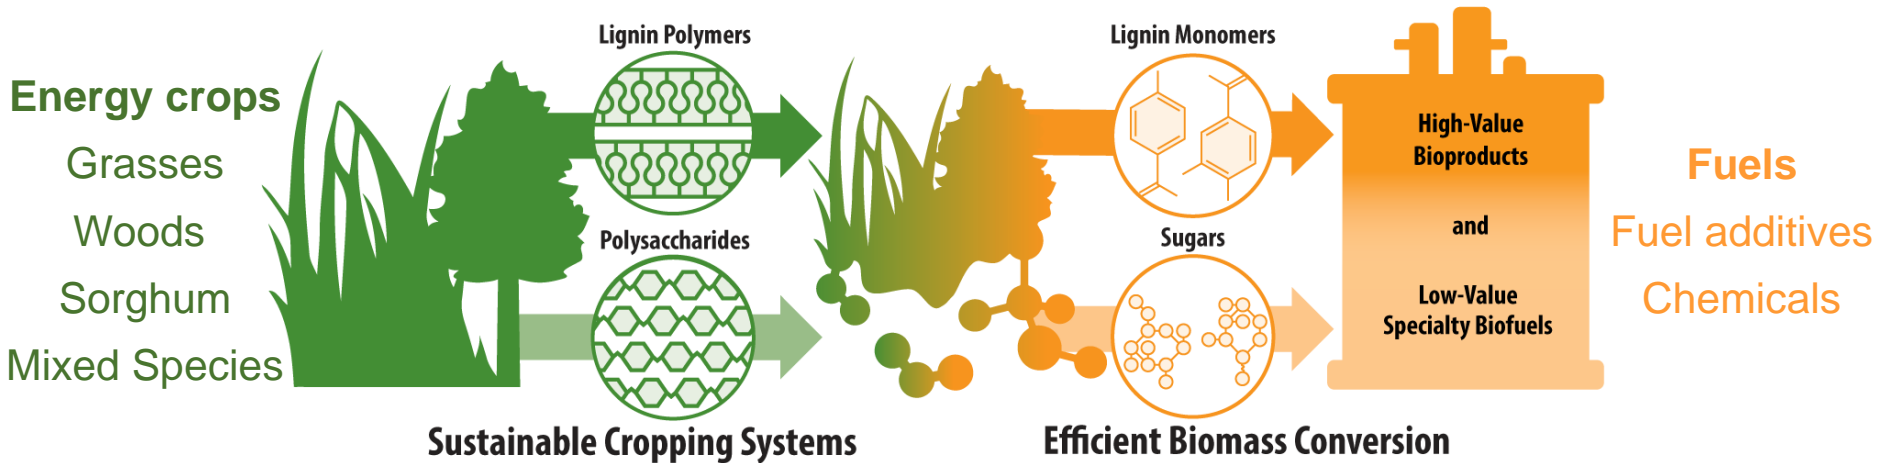 Energy crops
Grasses
Woods
Sorghum
Mixed Species
Lignin Polymers
Polysaccharides
Sustainable Cropping Systems
Lignin Monomers
Sugars
Efficient Biomass Conversion
High-Value
Bioproducts
and
Low-Value
Specialty Biofuels
Fuels
Fuel additives
Chemicals